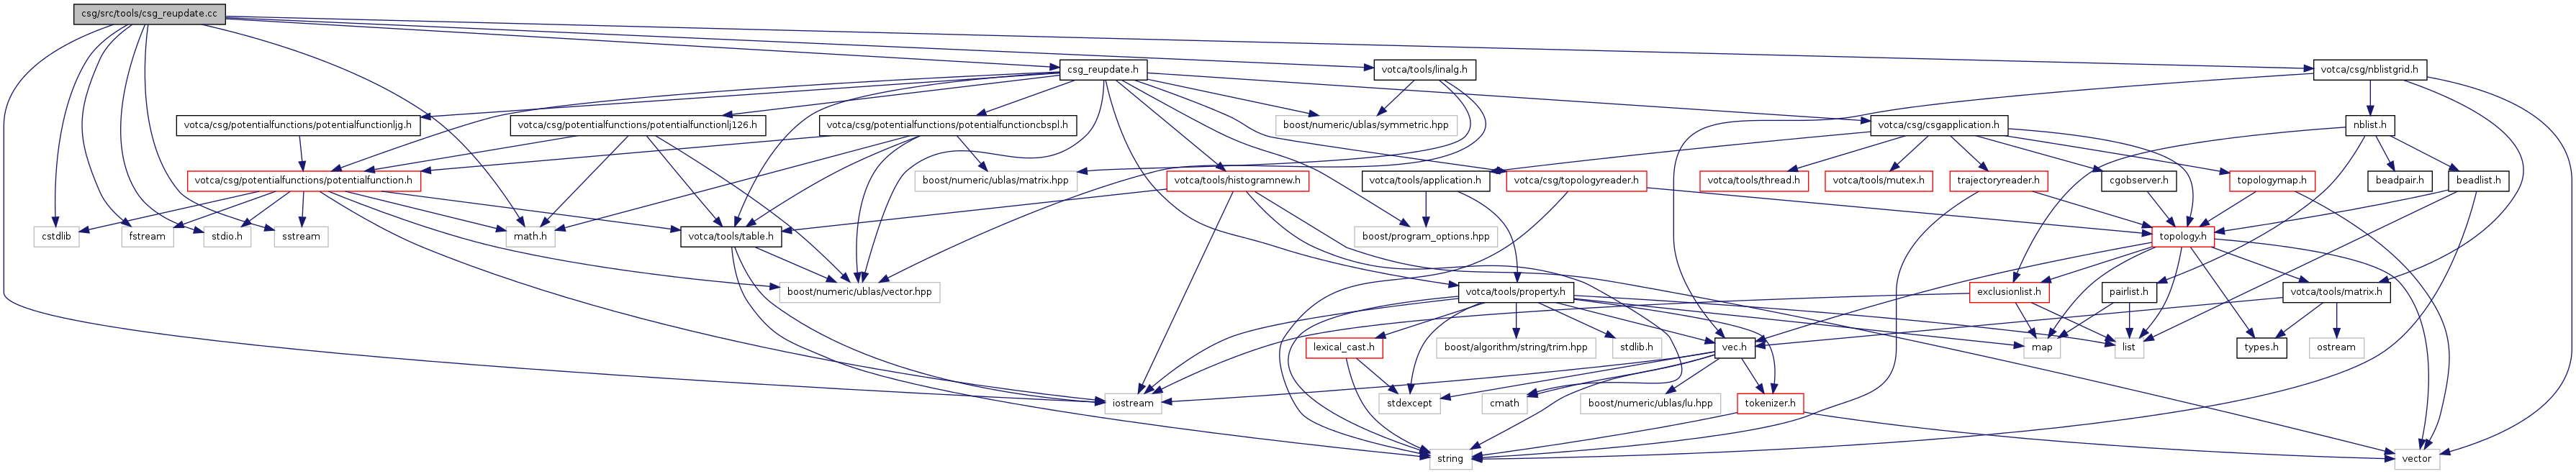 csg/src/tools/csg_reupdate.cc
csg_reupdate.h
votca/tools/linalg.h
votca/csg/nblistgrid.h
votca/csg/potentialfunctions/potentialfunctionljg.h
votca/csg/potentialfunctions/potentialfunctionlj126.h
votca/csg/potentialfunctions/potentialfunctioncbspl.h
boost/numeric/ublas/symmetric.hpp
votca/csg/csgapplication.h
nblist.h
votca/csg/potentialfunctions/potentialfunction.h
boost/numeric/ublas/matrix.hpp
votca/tools/histogramnew.h
votca/tools/application.h
votca/csg/topologyreader.h
votca/tools/thread.h
votca/tools/mutex.h
trajectoryreader.h
cgobserver.h
topologymap.h
beadpair.h
beadlist.h
cstdlib
fstream
stdio.h
sstream
math.h
votca/tools/table.h
boost/program_options.hpp
topology.h
boost/numeric/ublas/vector.hpp
votca/tools/property.h
exclusionlist.h
pairlist.h
votca/tools/matrix.h
lexical_cast.h
boost/algorithm/string/trim.hpp
stdlib.h
vec.h
map
list
types.h
ostream
iostream
stdexcept
cmath
boost/numeric/ublas/lu.hpp
tokenizer.h
string
vector